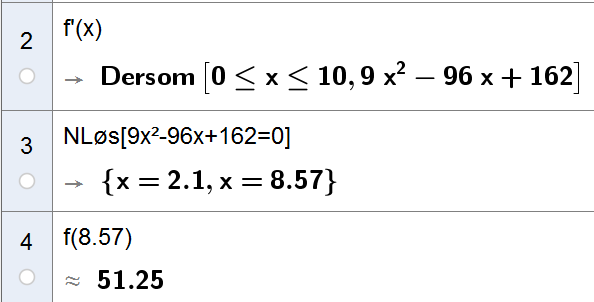 2
f'(x)
→ Dersom [0 ≤ x ≤ 10, 9 x² − 96 x + 162]
3
NLøs[9x²-96x+162=0]
→ {x = 2.1, x = 8.57}
4
f(8.57)
≈ 51.25